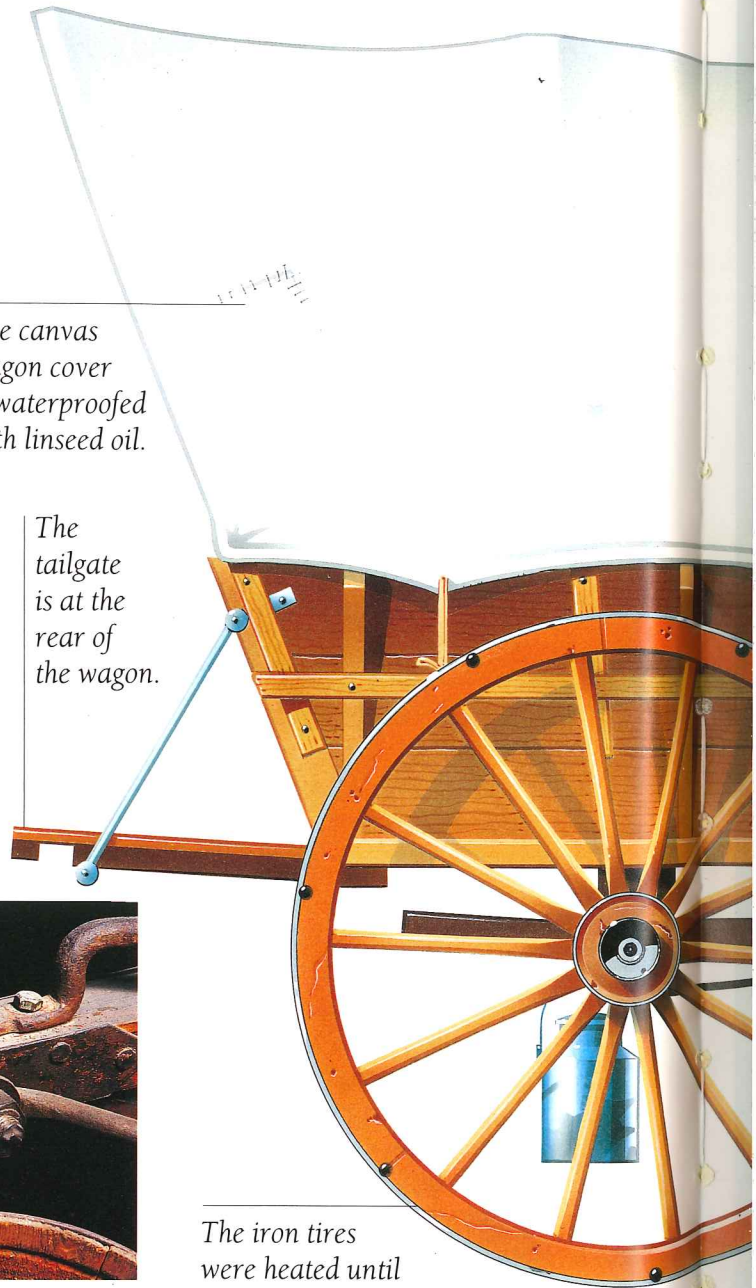 e canvas
gon cover
waterproofed
th linseed oil.
The
tailgate
is at the
rear of
the wagon.
The iron tires
were heated until